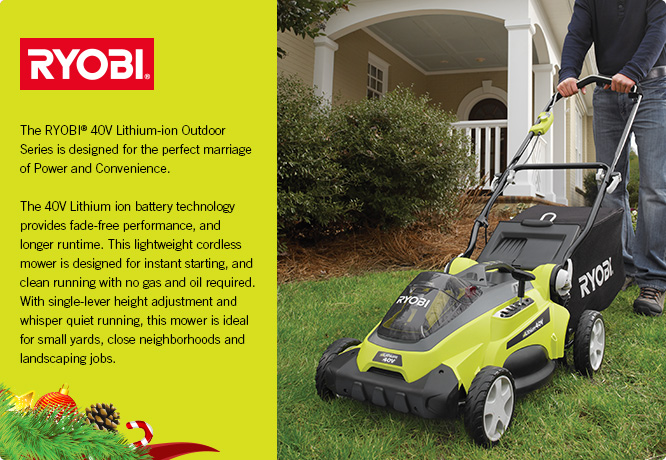 RYOBI®
The RYOBI® 40V Lithium-ion Outdoor
Series is designed for the perfect marriage
of Power and Convenience.
The 40V Lithium ion battery technology
provides fade-free performance, and
longer runtime. This lightweight cordless
mower is designed for instant starting, and
clean running with no gas and oil required.
With single-lever height adjustment and
whisper quiet running, this mower is ideal
for small yards, close neighborhoods and
landscaping jobs.
RYOBI
RYOBI
40V